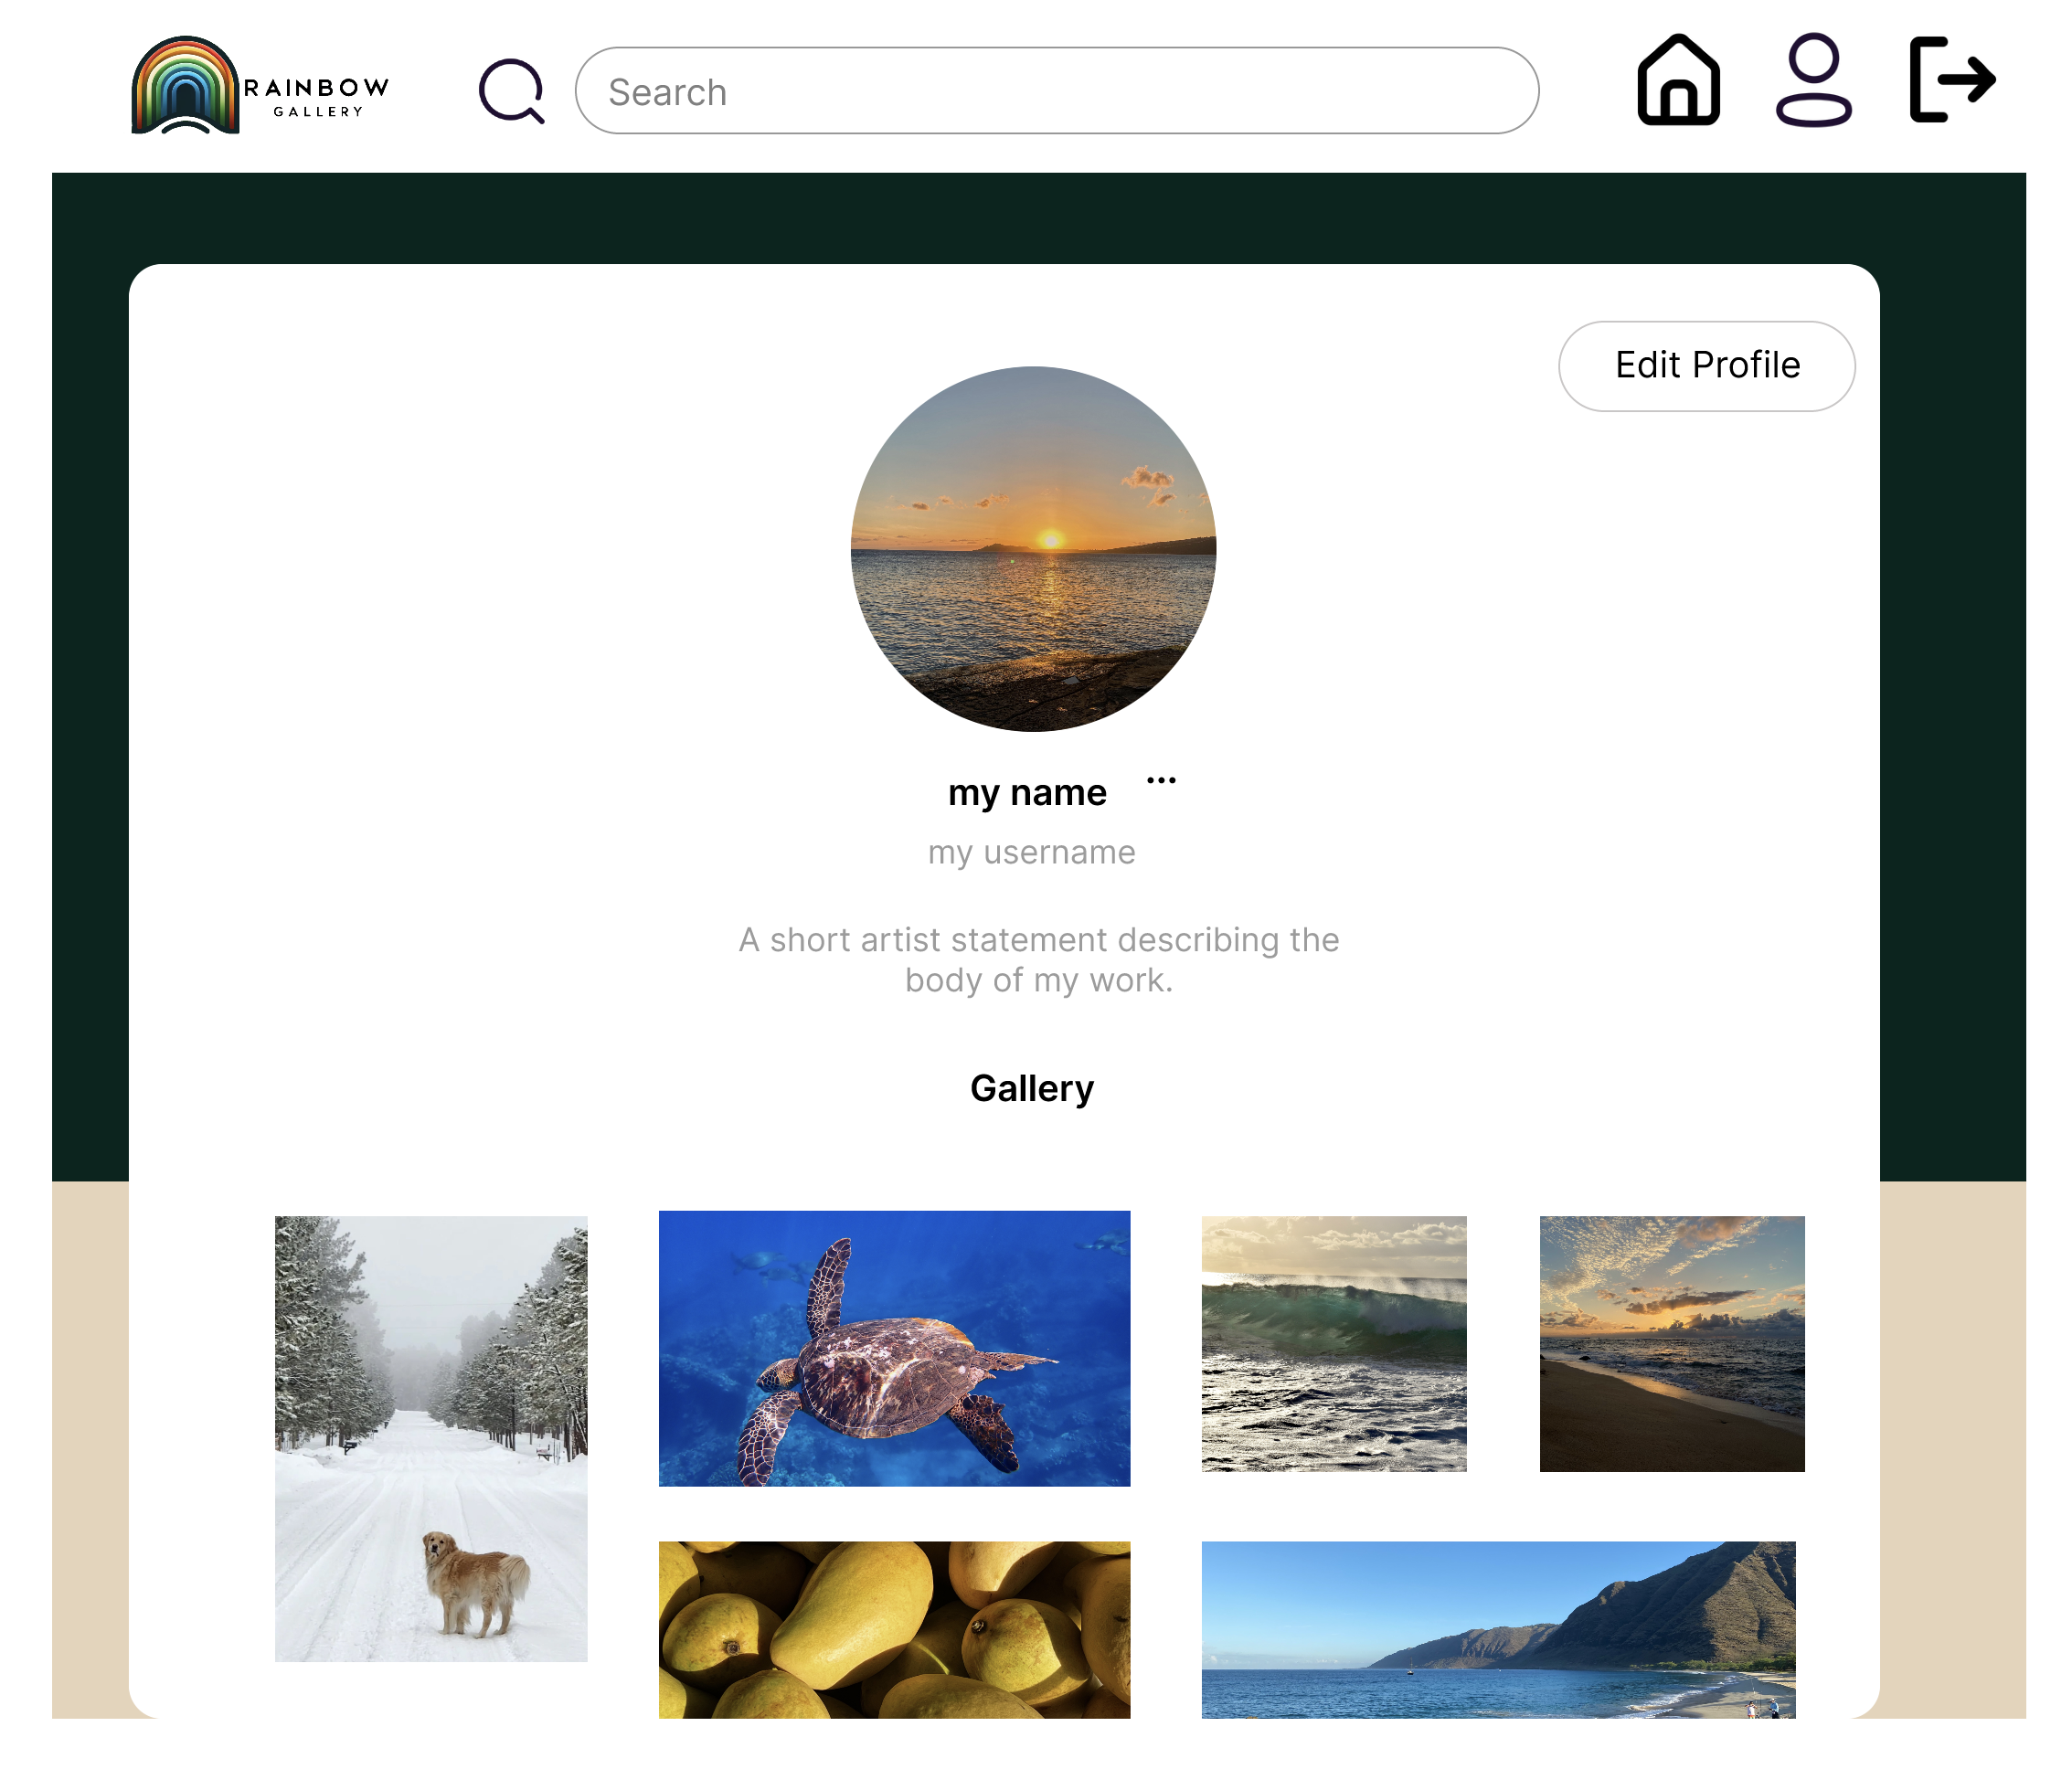 RAINBOW
GALLERY
Search
Edit Profile
my name
...
my username
A short artist statement describing the
body of my work.
Gallery